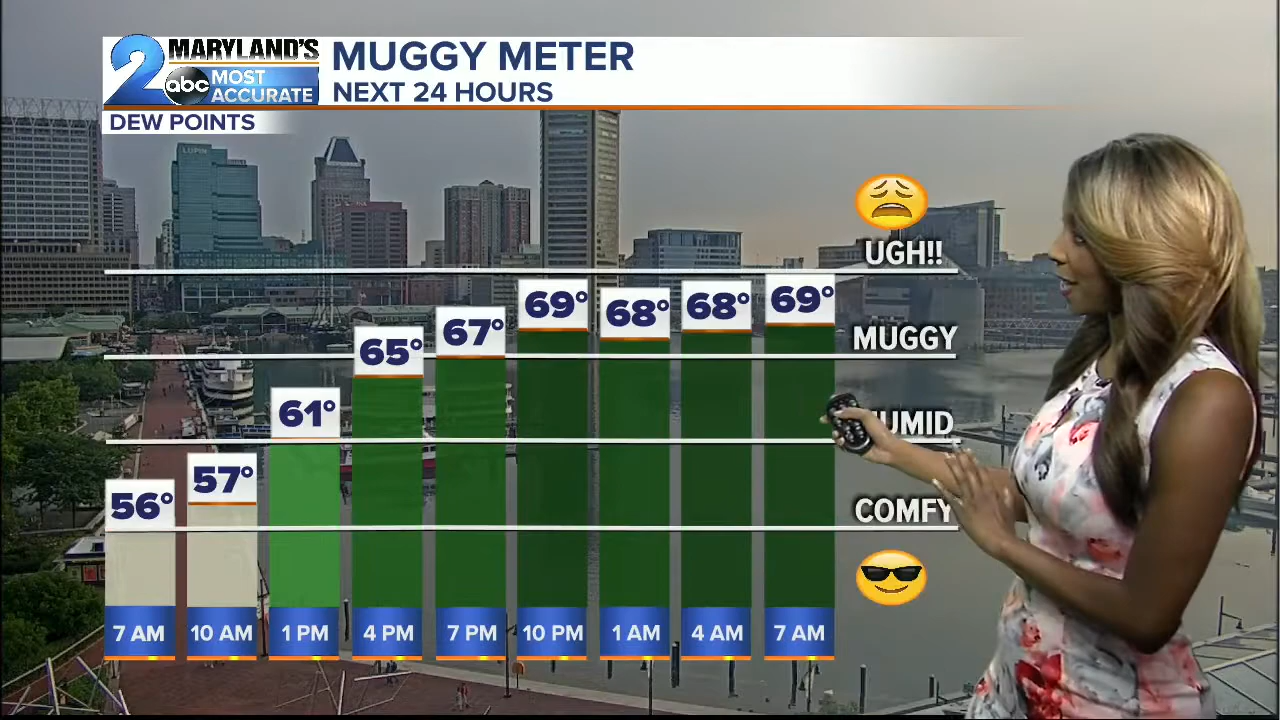 2
abc
MARYLAND'S
MOST
ACCURATE
MUGGY METER
NEXT 24 HOURS
DEW POINTS
LUPIN
UGH!!
MUGGY
COMFY
56° 57° 61° 65° 67° 69° 68° 68° 69°
7 AM 10 AM 1 PM 4 PM 7 PM 10 PM 1 AM 4 AM 7 AM